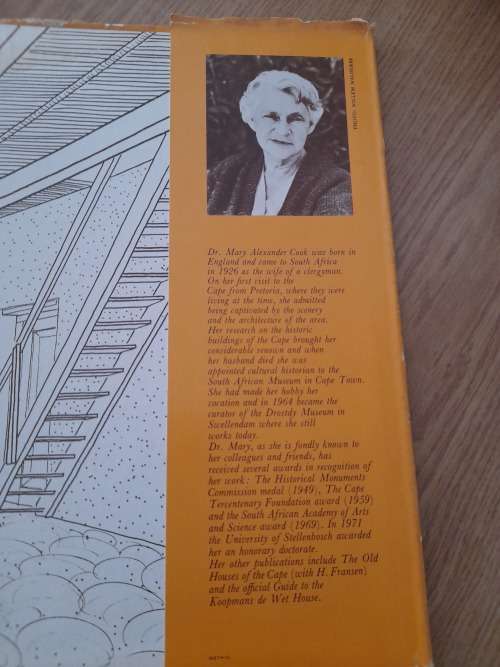 Dr. Mary Alexander Cook was born in
England and came to South Africa
in 1926 as the wife of a clergyman.
On her first visit to the
Cape from Pretoria, where they were
living at the time, she admitted
being captivated by the scenery
and the architecture of the area.
Her research on the historic
buildings of the Cape brought her
considerable renown and when
her husband died she was
appointed cultural historian to the
South African Museum in Cape Town.
She had made her hobby her
vocation and in 1964 became the
curator of the Drostdy Museum in
Swellendam where she still
works today.
Dr. Mary, as she is fondly known to
her colleagues and friends, has
received several awards in recognition of
her work: The Historical Monuments
Commission medal (1949), The Cape
Tercentenary Foundation award (1959)
and the South African Academy of Arts
and Science award (1969). In 1971
the University of Stellenbosch awarded
her an honorary doctorate.
Her other publications include The Old
Houses of the Cape (with H. Fransen)
and the official Guide to the
Koopmans de Wet House.